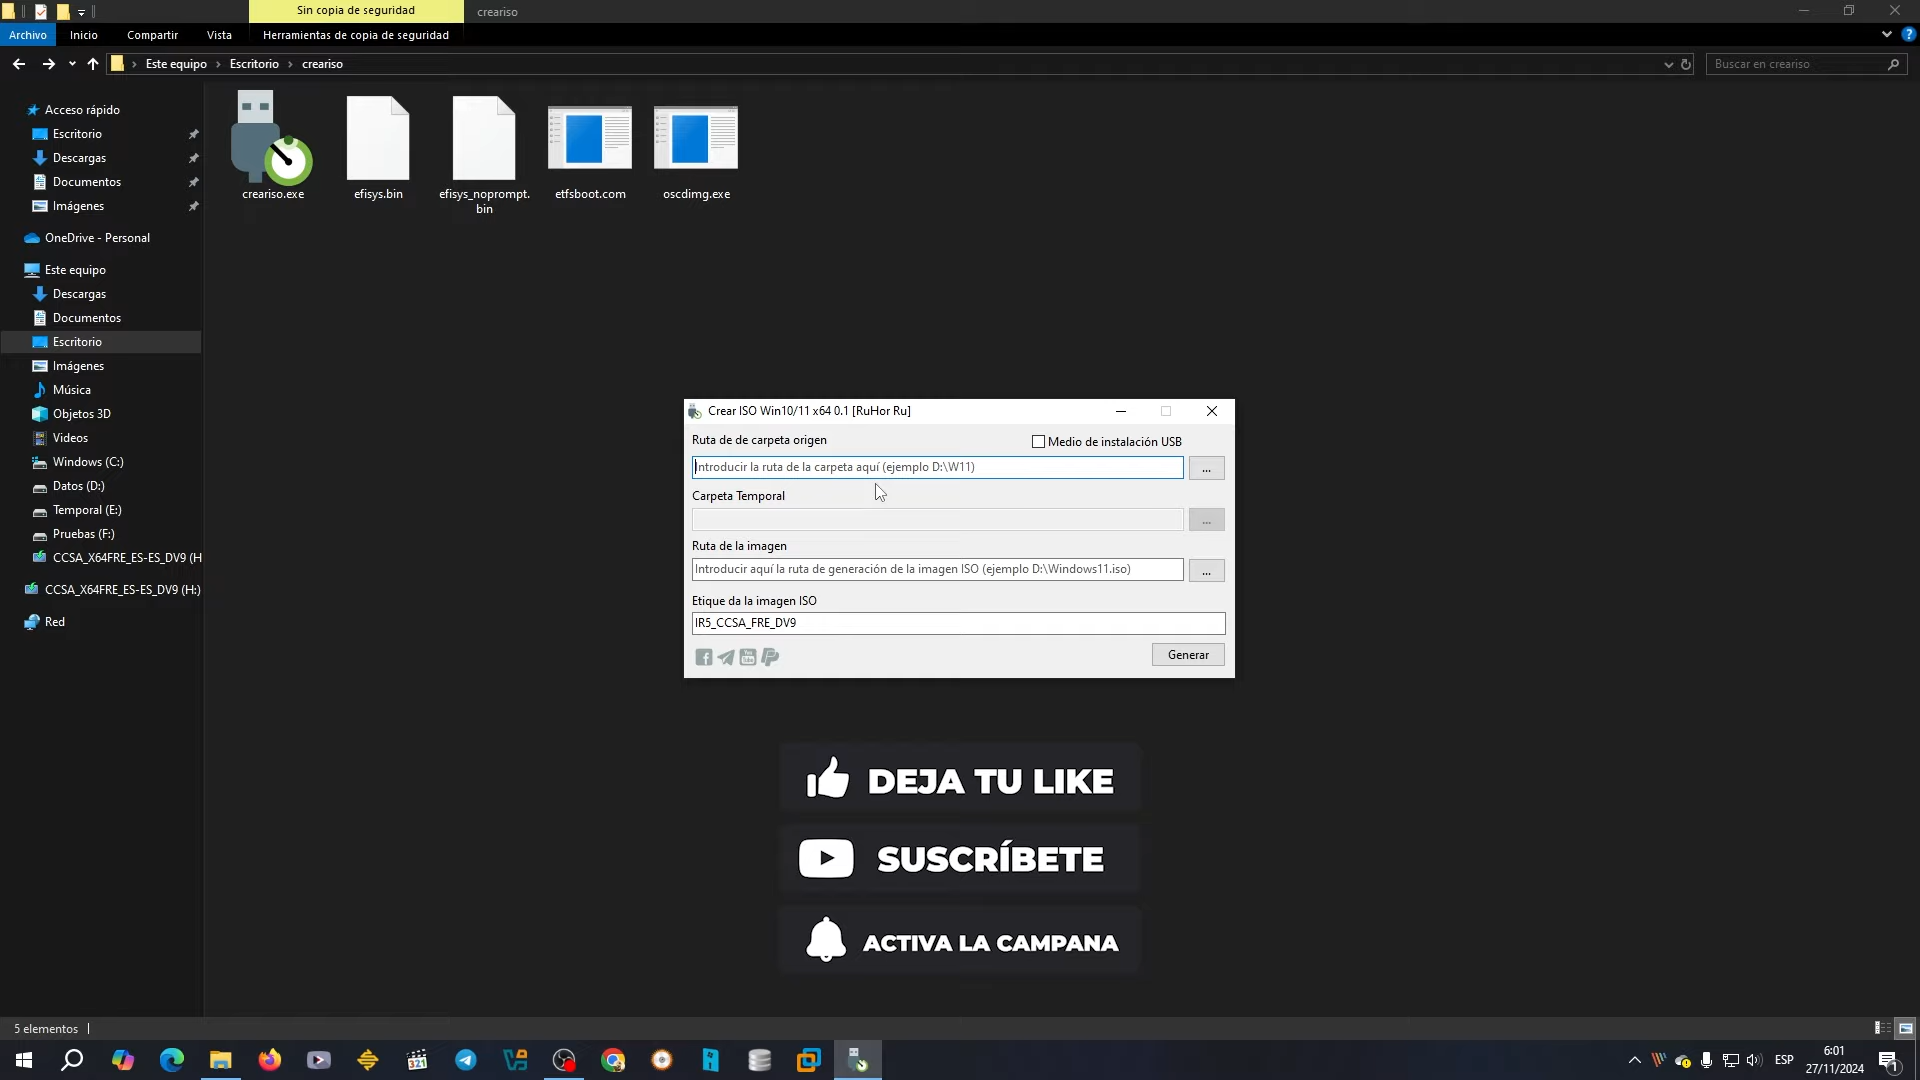 Sin copia de seguridad
creariso
Archivo
Inicio
Compartir
Vista
Herramientas de copia de seguridad
Este equipo
Escritorio
creariso
Buscar en creariso
Acceso rápido
Escritorio
Descargas
Documentos
Imágenes
OneDrive - Personal
Este equipo
Descargas
Documentos
Escritorio
Imágenes
Música
Objetos 3D
Videos
Windows (C:)
Datos (D:)
Temporal (E:)
Pruebas (F:)
CCSA_X64FRE_ES-ES_DV9 (H
CCSA_X64FRE_ES-ES_DV9 (H:)
Red
creariso.exe
efisys.bin
efisys_noprompt.
bin
etfsboot.com
oscdimg.exe
Crear ISO Win10/11 x64 0.1 [RuHor Ru]
Ruta de de carpeta origen
Medio de instalación USB
Introducir la ruta de la carpeta aquí (ejemplo D:\W11)
...
Carpeta Temporal
...
Ruta de la imagen
Introducir aquí la ruta de generación de la imagen ISO (ejemplo D:\Windows11.iso)
...
Etique da la imagen ISO
IR5_CCSA_FRE_DV9
You
Tube
Generar
DEJA TU LIKE
SUSCRÍBETE
ACTIVA LA CAMPANA
5 elementos
321
ESP
6:01
27/11/2024
1